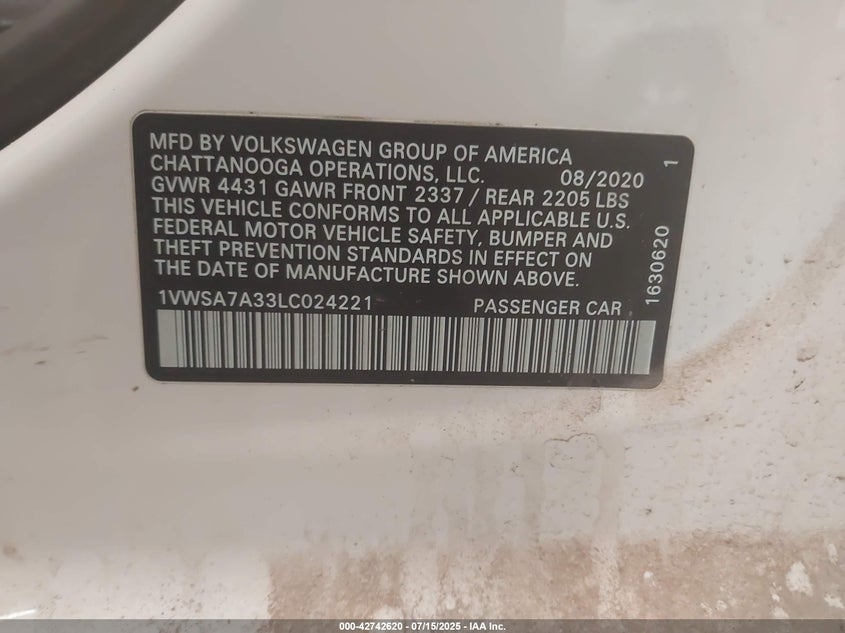 MFD BY VOLKSWAGEN GROUP OF AMERICA
CHATTANOOGA OPERATIONS, LLC. 08/2020
GVWR 4431 GAWR FRONT 2337 / REAR 2205 LBS
THIS VEHICLE CONFORMS TO ALL APPLICABLE U.S.
FEDERAL MOTOR VEHICLE SAFETY, BUMPER AND
THEFT PREVENTION STANDARDS IN EFFECT ON
THE DATE OF MANUFACTURE SHOWN ABOVE.
1VWSA7A33LC024221 PASSENGER CAR
1630620 1
000-42742620 - 07/15/2025 - IAA Inc.